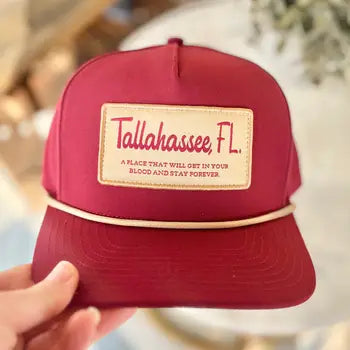 Tallahassee, FL.
A PLACE THAT WILL GET IN YOUR
BLOOD AND STAY FOREVER.